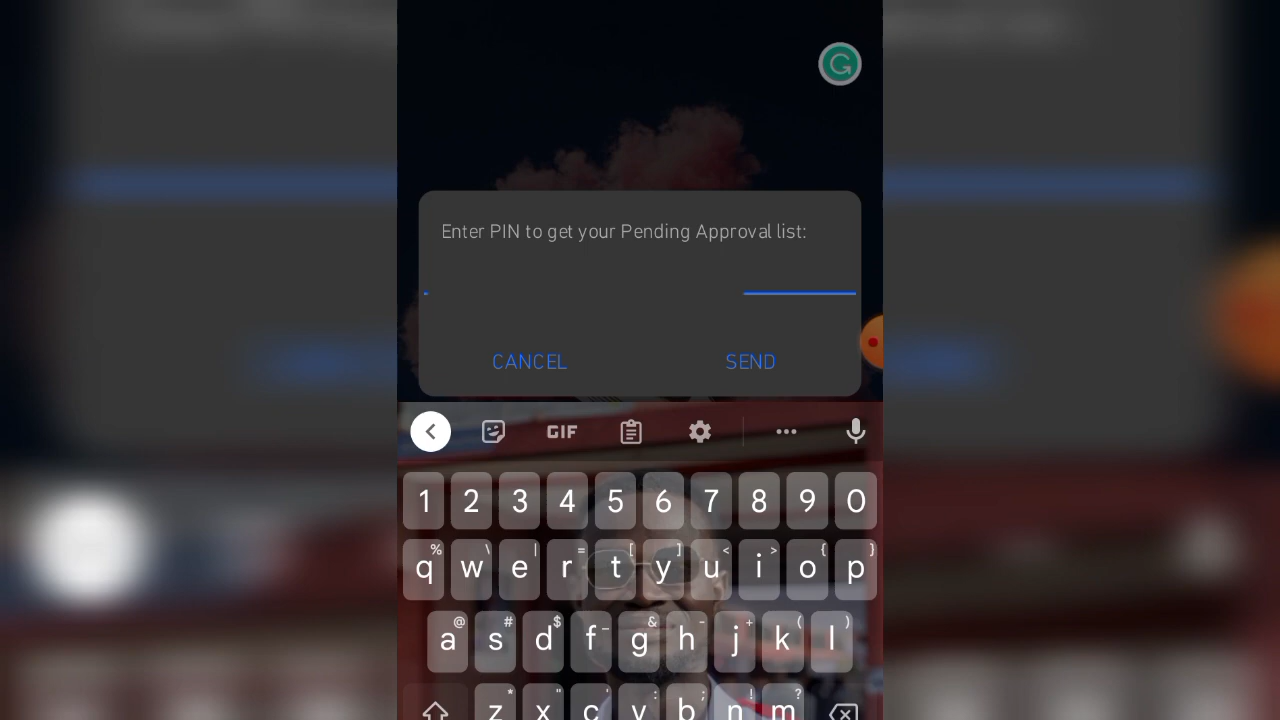 Enter PIN to get your Pending Approval list:
CANCEL SEND
GIF
1 2 3 4 5 6 7 8 9 0
% \ | = [ ] < > { }
q w e r t y u i o p
@ # $ _ & - + ( )
a s d f g h j k l
* " ' : ; ! ?
z x c v b n m